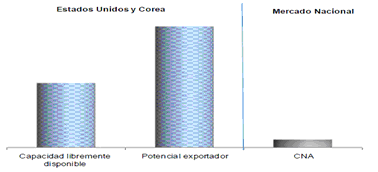 Estados Unidos y Corea
Mercado Nacional
Capacidad libremente
disponible
Potencial exportador
CNA